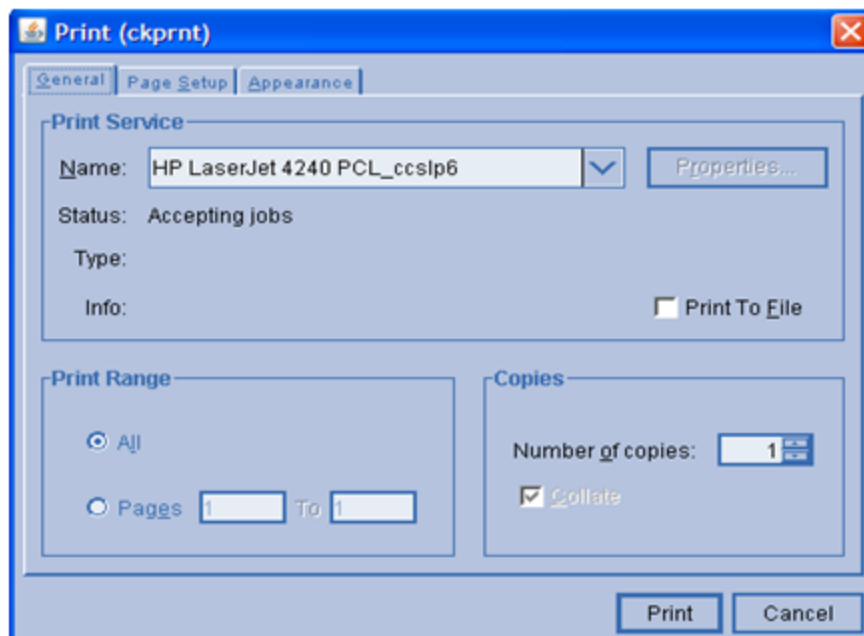 Print (ckprnt)
General Page Setup Appearance
Print Service
Name: HP LaserJet 4240 PCL_ccslp6 Properties...
Status: Accepting jobs
Type:
Info: Print To File
Print Range Copies
All
Number of copies: 1
Collate
Pages 1 To 1
Print Cancel